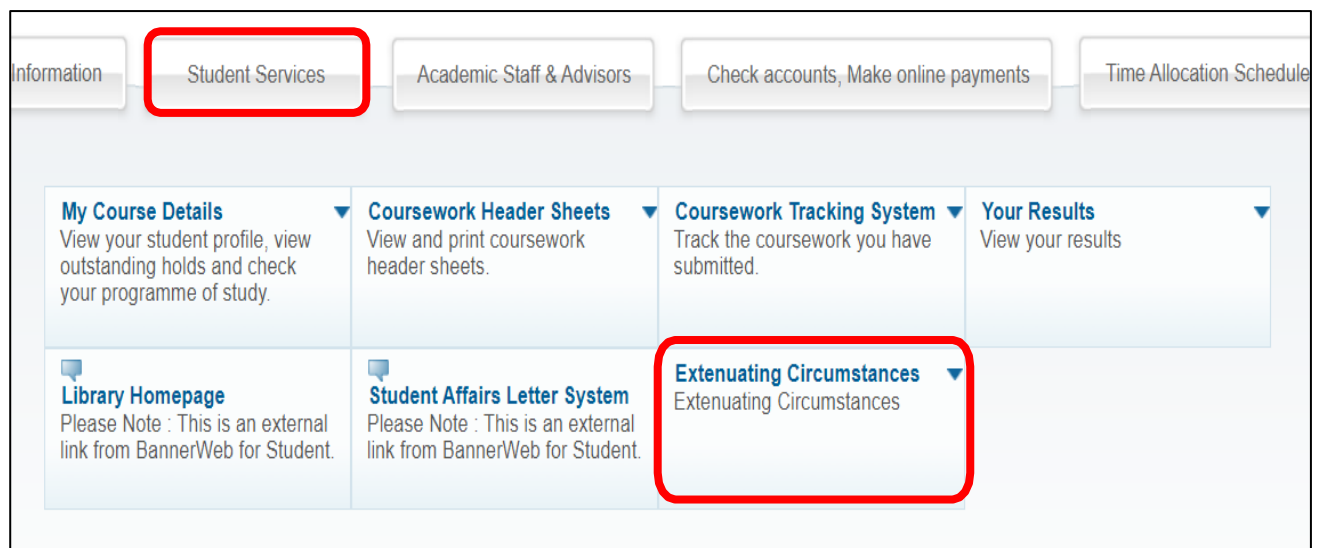 Information
Student Services
Academic Staff & Advisors
Check accounts, Make online payments
Time Allocation Schedule
My Course Details
View your student profile, view
outstanding holds and check
your programme of study.
Coursework Header Sheets
View and print coursework
header sheets.
Coursework Tracking System
Track the coursework you have
submitted.
Your Results
View your results
Library Homepage
Please Note : This is an external
link from BannerWeb for Student.
Student Affairs Letter System
Please Note : This is an external
link from BannerWeb for Student.
Extenuating Circumstances
Extenuating Circumstances